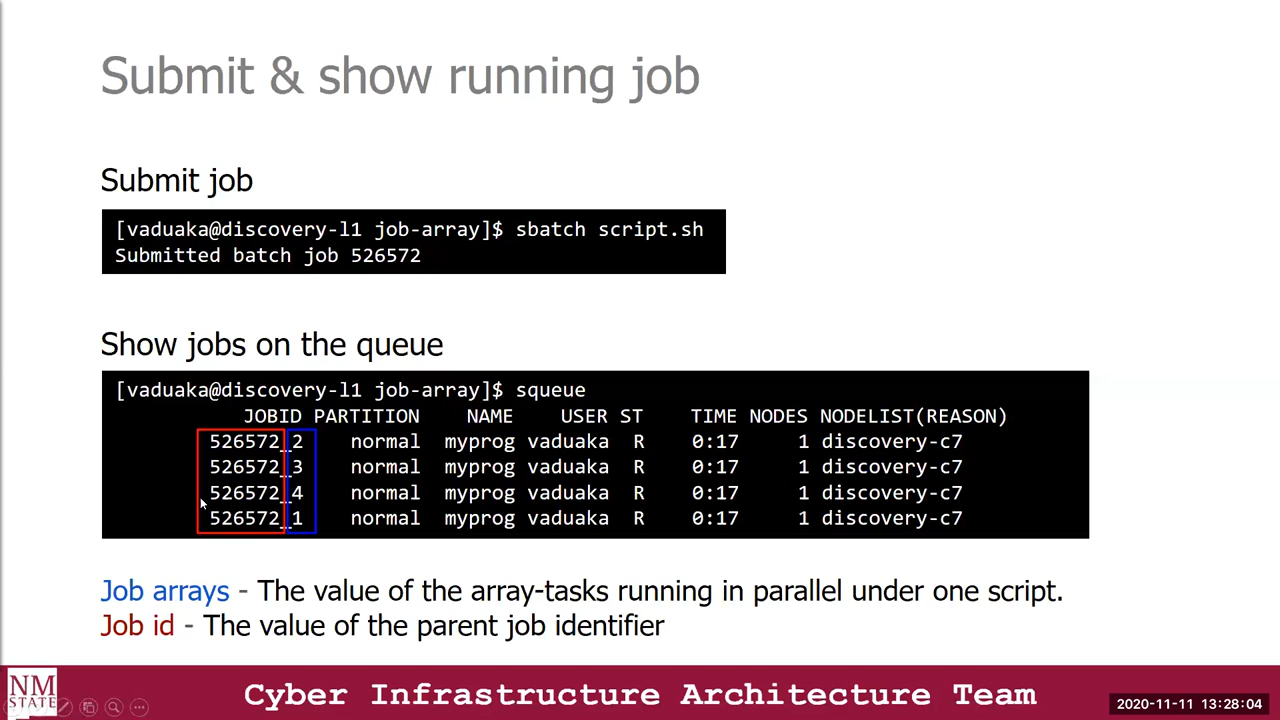 Submit & show running job
Submit job
[vaduaka@discovery-l1 job-array]$ sbatch script.sh
Submitted batch job 526572
Show jobs on the queue
[vaduaka@discovery-l1 job-array]$ squeue
JOBID PARTITION NAME USER ST TIME NODES NODELIST(REASON)
526572_2 normal myprog vaduaka R 0:17 1 discovery-c7
526572_3 normal myprog vaduaka R 0:17 1 discovery-c7
526572_4 normal myprog vaduaka R 0:17 1 discovery-c7
526572_1 normal myprog vaduaka R 0:17 1 discovery-c7
Job arrays - The value of the array-tasks running in parallel under one script.
Job id - The value of the parent job identifier
NM
STATE
Cyber Infrastructure Architecture Team
2020-11-11 13:28:04